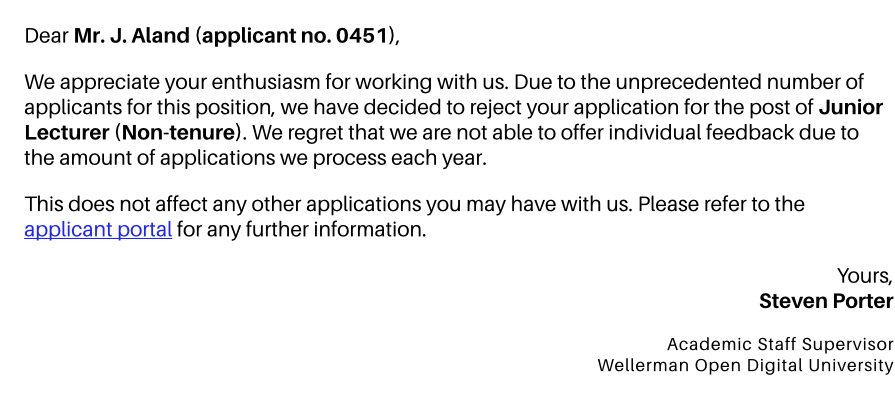 Dear Mr. J. Aland (applicant no. 0451),
We appreciate your enthusiasm for working with us. Due to the unprecedented number of
applicants for this position, we have decided to reject your application for the post of Junior
Lecturer (Non-tenure). We regret that we are not able to offer individual feedback due to
the amount of applications we process each year.
This does not affect any other applications you may have with us. Please refer to the
applicant portal for any further information.
Yours,
Steven Porter
Academic Staff Supervisor
Wellerman Open Digital University